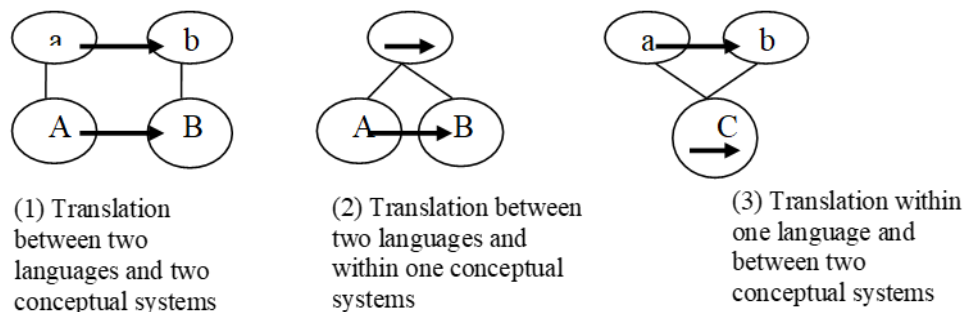 a b
A B
A B
a b
C
(1) Translation
between two
languages and two
conceptual systems
(2) Translation between
two languages and
within one conceptual
systems
(3) Translation within
one language and
between two
conceptual systems